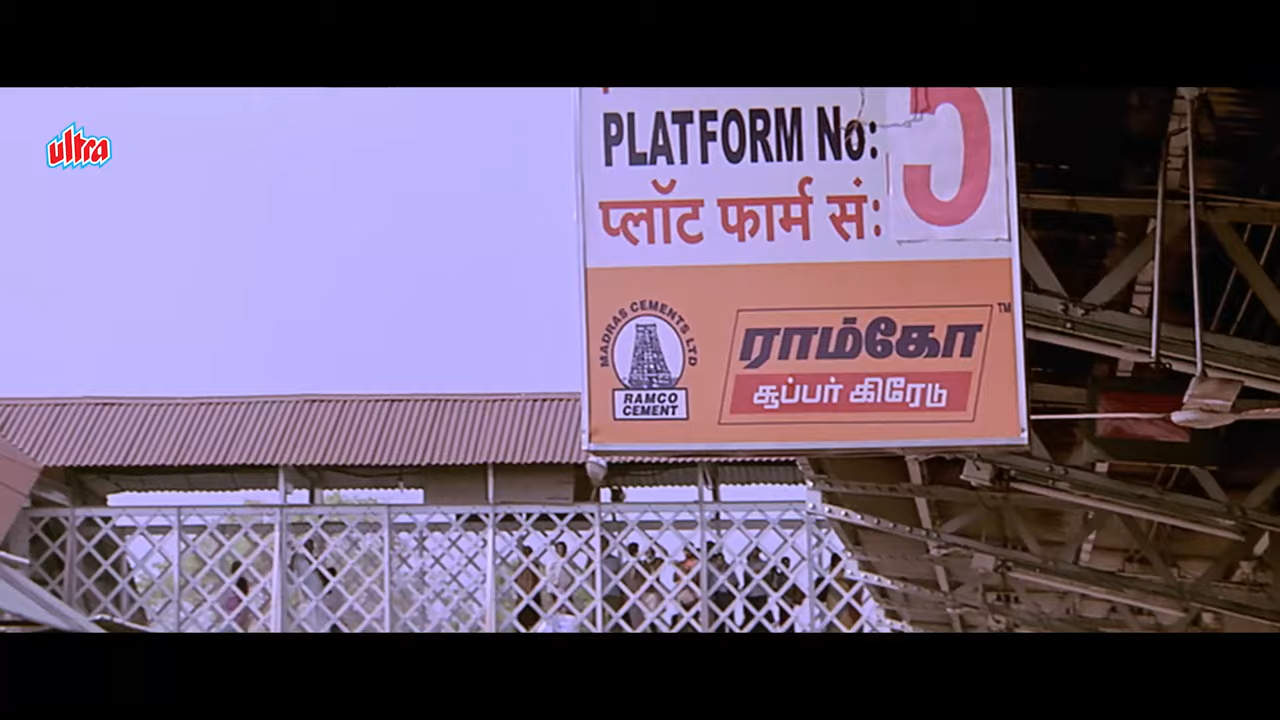 ultra
PLATFORM No: 5
प्लॉट फार्म सं:
MADRAS CEMENTS LTD
RAMCO
CEMENT
ராம்கோ TM
சூப்பர் கிரேடு